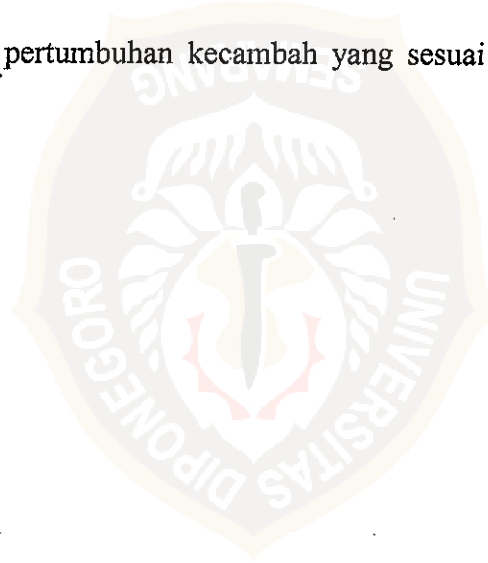 pertumbuhan kecambah yang sesuai
SEMARANG
UNIVERSITAS DIPONEGORO